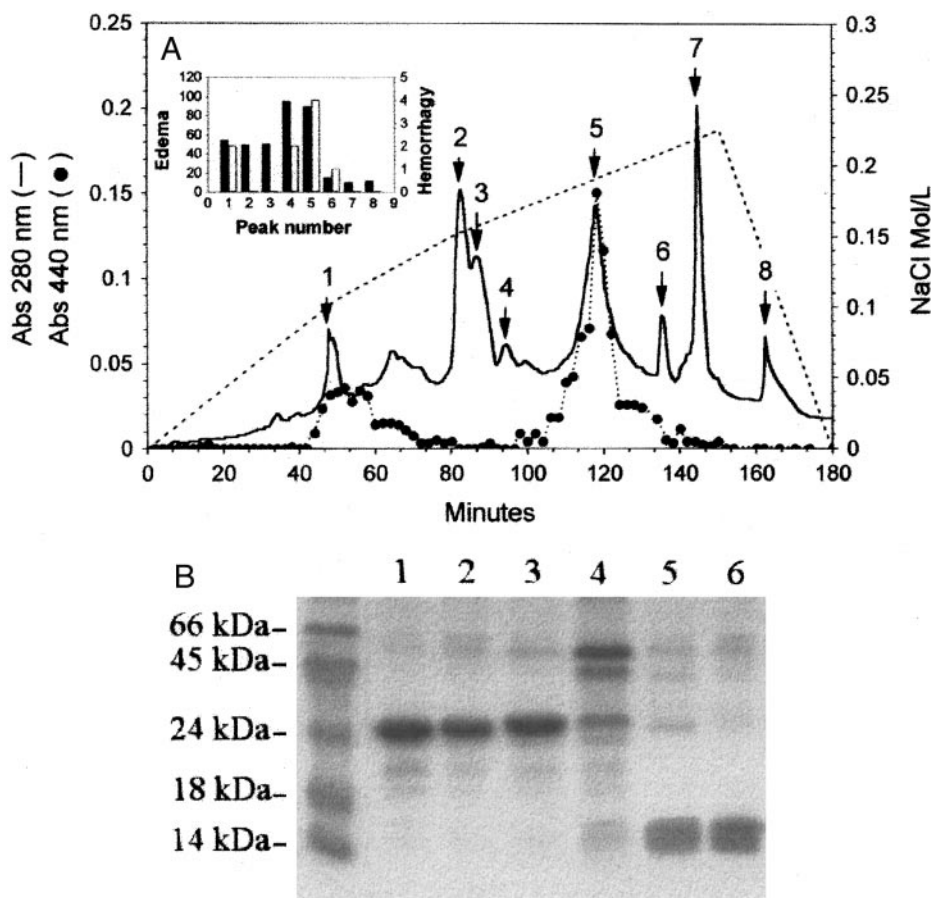 A
0.25
0.2
0.15
0.1
0.05
0
Abs 280 nm (—)
Abs 440 nm (●)
0.3
0.25
0.2
0.15
0.1
0.05
0
NaCl Mol/L
0 20 40 60 80 100 120 140 160 180
Minutes
1
2
3
4
5
6
7
8
120
100
80
60
40
20
0
Edema
5
4
3
2
1
0
Hemorrhagy
0 1 2 3 4 5 6 7 8 9
Peak number
B
1 2 3 4 5 6
66 kDa-
45 kDa-
24 kDa-
18 kDa-
14 kDa-